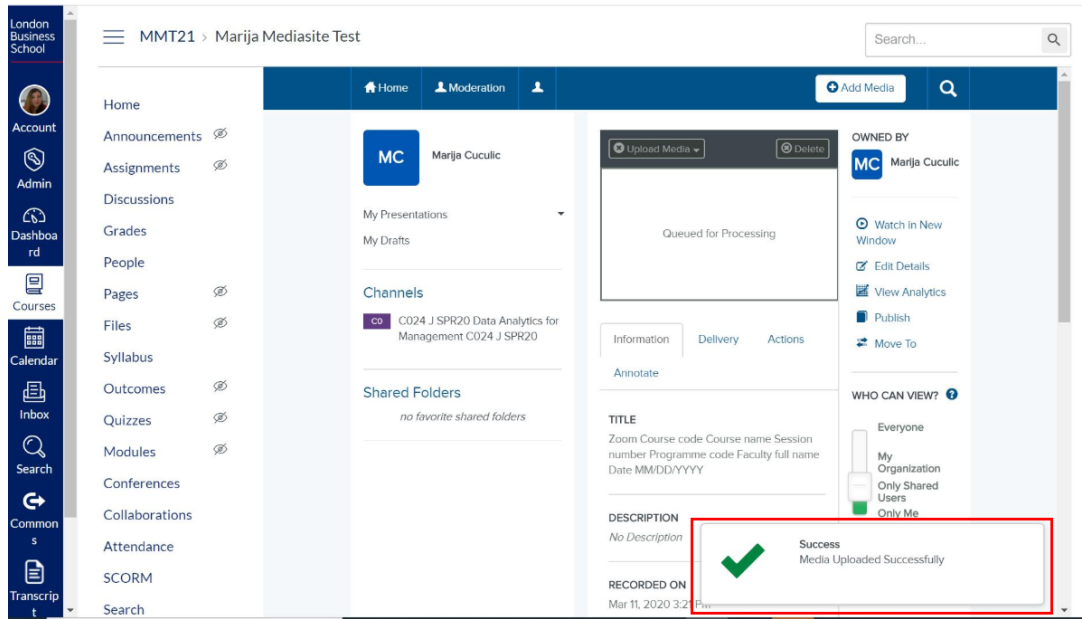 London
Business
School
Account
Admin
Dashboa
rd
Courses
Calendar
Inbox
Search
Common
s
Transcrip
t
MMT21 > Marija Mediasite Test
Search...
Home
Announcements
Assignments
Discussions
Grades
People
Pages
Files
Syllabus
Outcomes
Quizzes
Modules
Conferences
Collaborations
Attendance
SCORM
Search
Home
Moderation
Add Media
MC
Marija Cuculic
My Presentations
My Drafts
Channels
C0
C024 J SPR20 Data Analytics for
Management C024 J SPR20
Shared Folders
no favorite shared folders
Upload Media
Delete
Queued for Processing
Information
Delivery
Actions
Annotate
TITLE
Zoom Course code Course name Session
number Programme code Faculty full name
Date MM/DD/YYYY
DESCRIPTION
No Description
RECORDED ON
Mar 11, 2020 3:21
OWNED BY
MC
Marija Cuculic
Watch in New
Window
Edit Details
View Analytics
Publish
Move To
WHO CAN VIEW?
Everyone
My
Organization
Only Shared
Users
Only Me
Success
Media Uploaded Successfully